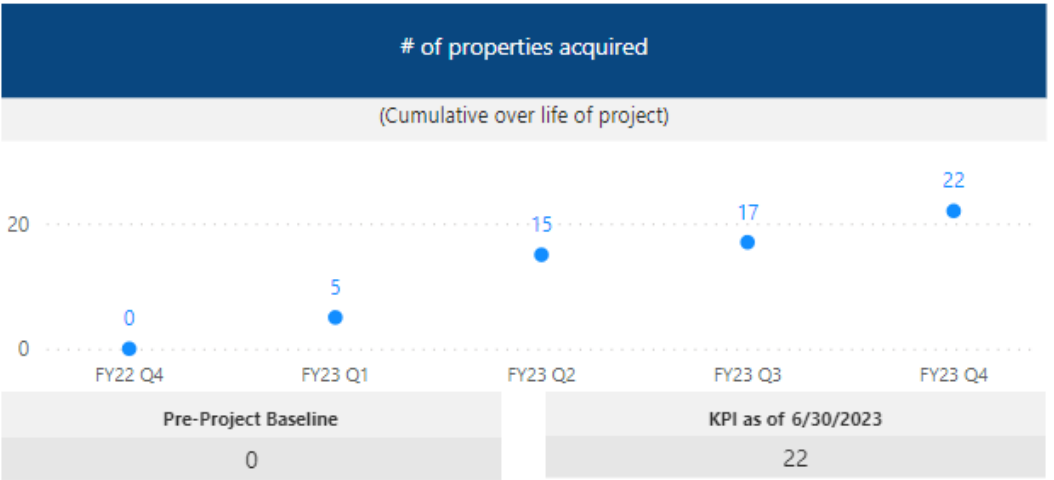 # of properties acquired
(Cumulative over life of project)
22
20
15
17
5
0
0
FY22 Q4 FY23 Q1 FY23 Q2 FY23 Q3 FY23 Q4
Pre-Project Baseline
0
KPI as of 6/30/2023
22